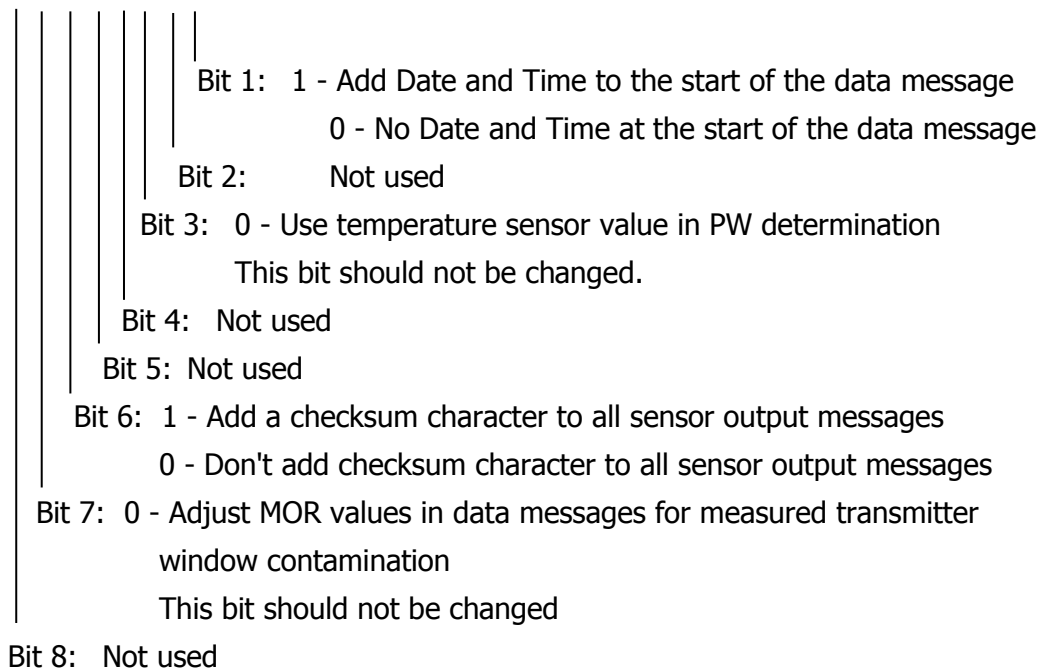 Bit 1: 1 - Add Date and Time to the start of the data message
0 - No Date and Time at the start of the data message
Bit 2: Not used
Bit 3: 0 - Use temperature sensor value in PW determination
This bit should not be changed.
Bit 4: Not used
Bit 5: Not used
Bit 6: 1 - Add a checksum character to all sensor output messages
0 - Don't add checksum character to all sensor output messages
Bit 7: 0 - Adjust MOR values in data messages for measured transmitter
window contamination
This bit should not be changed
Bit 8: Not used